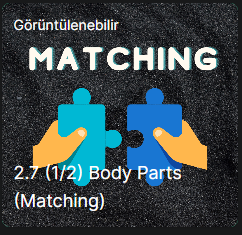 Görüntülenebilir
MATCHING
2.7 (1/2) Body Parts
(Matching)